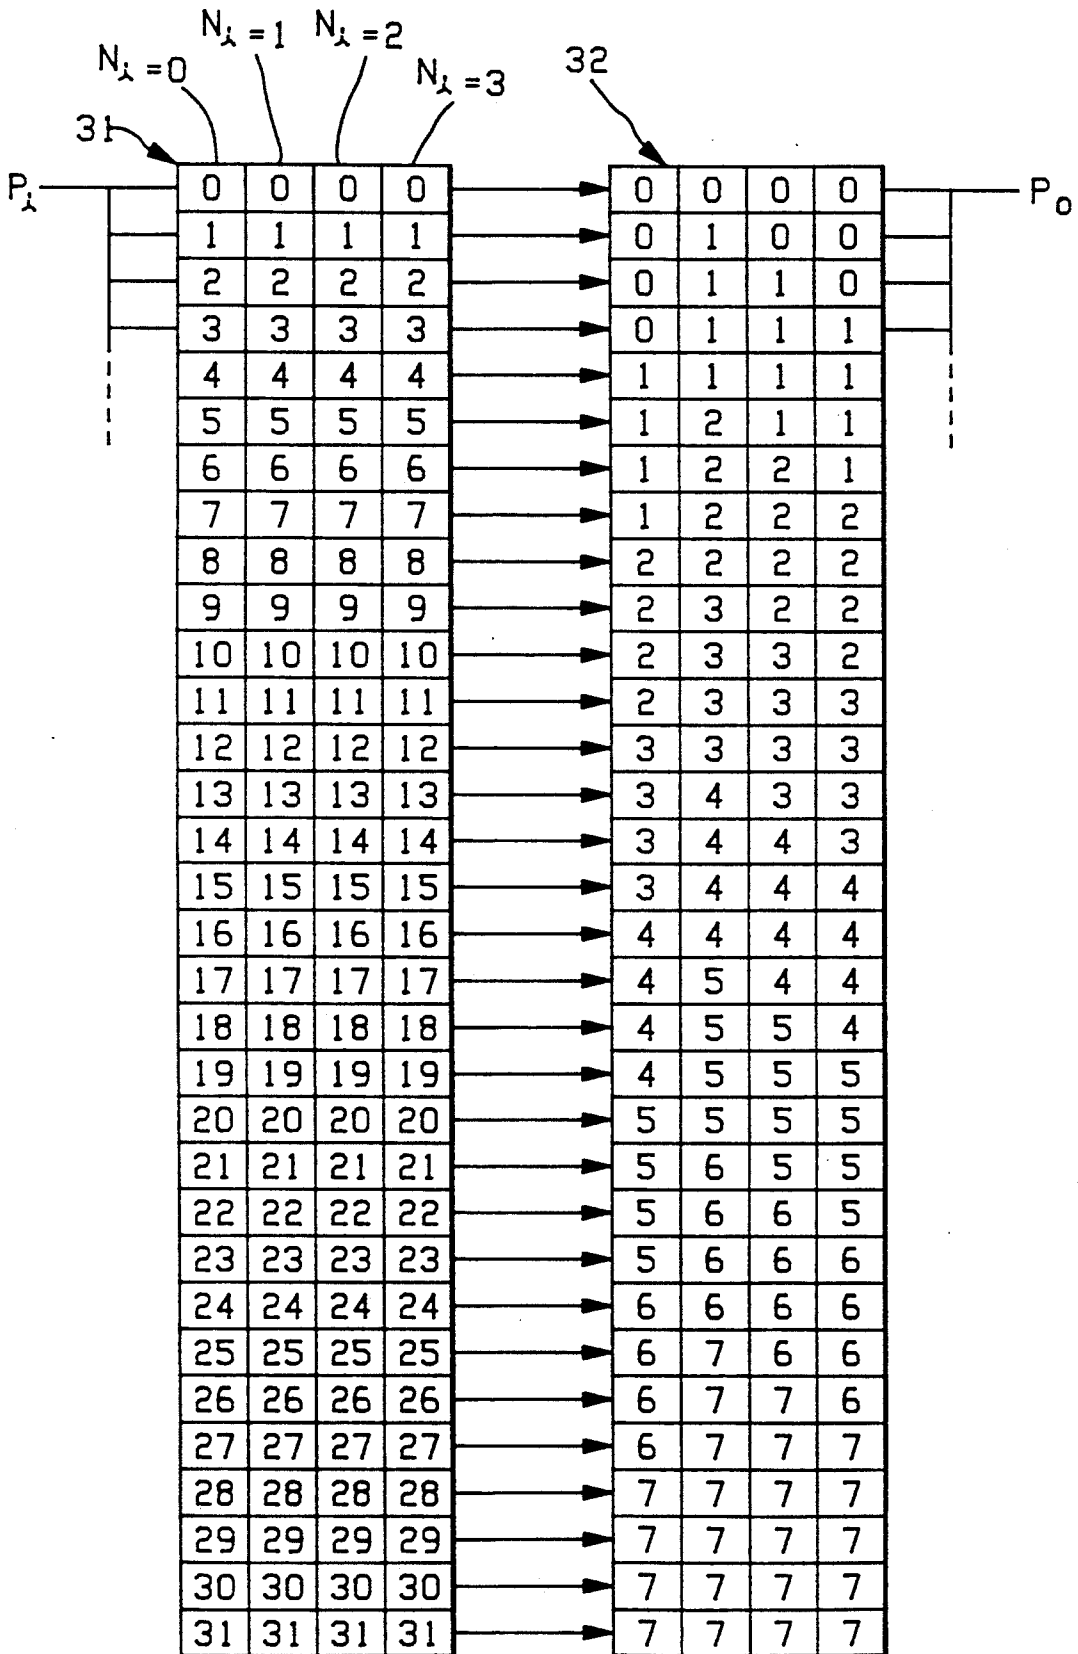 N_i=0 N_i=1 N_i=2 N_i=3
31 32
P_i 0 0 0 0 0 0 0 0 P_o
1 1 1 1 0 1 0 0
2 2 2 2 0 1 1 0
3 3 3 3 0 1 1 1
4 4 4 4 1 1 1 1
5 5 5 5 1 2 1 1
6 6 6 6 1 2 2 1
7 7 7 7 1 2 2 2
8 8 8 8 2 2 2 2
9 9 9 9 2 3 2 2
10 10 10 10 2 3 3 2
11 11 11 11 2 3 3 3
12 12 12 12 3 3 3 3
13 13 13 13 3 4 3 3
14 14 14 14 3 4 4 3
15 15 15 15 3 4 4 4
16 16 16 16 4 4 4 4
17 17 17 17 4 5 4 4
18 18 18 18 4 5 5 4
19 19 19 19 4 5 5 5
20 20 20 20 5 5 5 5
21 21 21 21 5 6 5 5
22 22 22 22 5 6 6 5
23 23 23 23 5 6 6 6
24 24 24 24 6 6 6 6
25 25 25 25 6 7 6 6
26 26 26 26 6 7 7 6
27 27 27 27 6 7 7 7
28 28 28 28 7 7 7 7
29 29 29 29 7 7 7 7
30 30 30 30 7 7 7 7
31 31 31 31 7 7 7 7